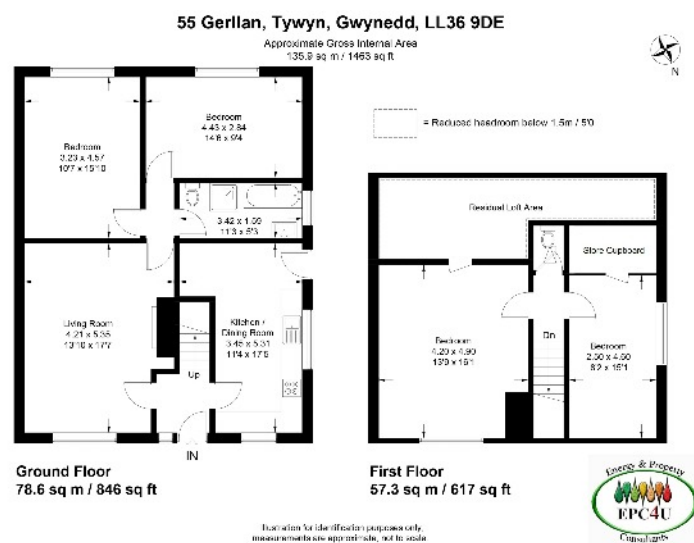 55 Gerllan, Tywyn, Gwynedd, LL36 9DE
Approximate Gross Internal Area
135.9 sq m / 1463 sq ft
N
= Reduced headroom below 1.5m / 5'0
Bedroom
3.23 x 4.57
10'7 x 15'10
Bedroom
4.43 x 2.84
14'6 x 9'4
3.42 x 1.59
11'3 x 5'3
Living Room
4.21 x 5.35
13'10 x 17'7
Kitchen /
Dining Room
3.45 x 5.31
11'4 x 17'5
Up
IN
Residual Loft Area
Store Cupboard
Bedroom
4.20 x 4.90
13'9 x 16'1
Dn
Bedroom
2.50 x 4.60
8'2 x 15'1
Ground Floor
78.6 sq m / 846 sq ft
First Floor
57.3 sq m / 617 sq ft
Energy & Property
EPC4U
Consultants
Illustration for identification purposes only,
measurements are approximate, not to scale